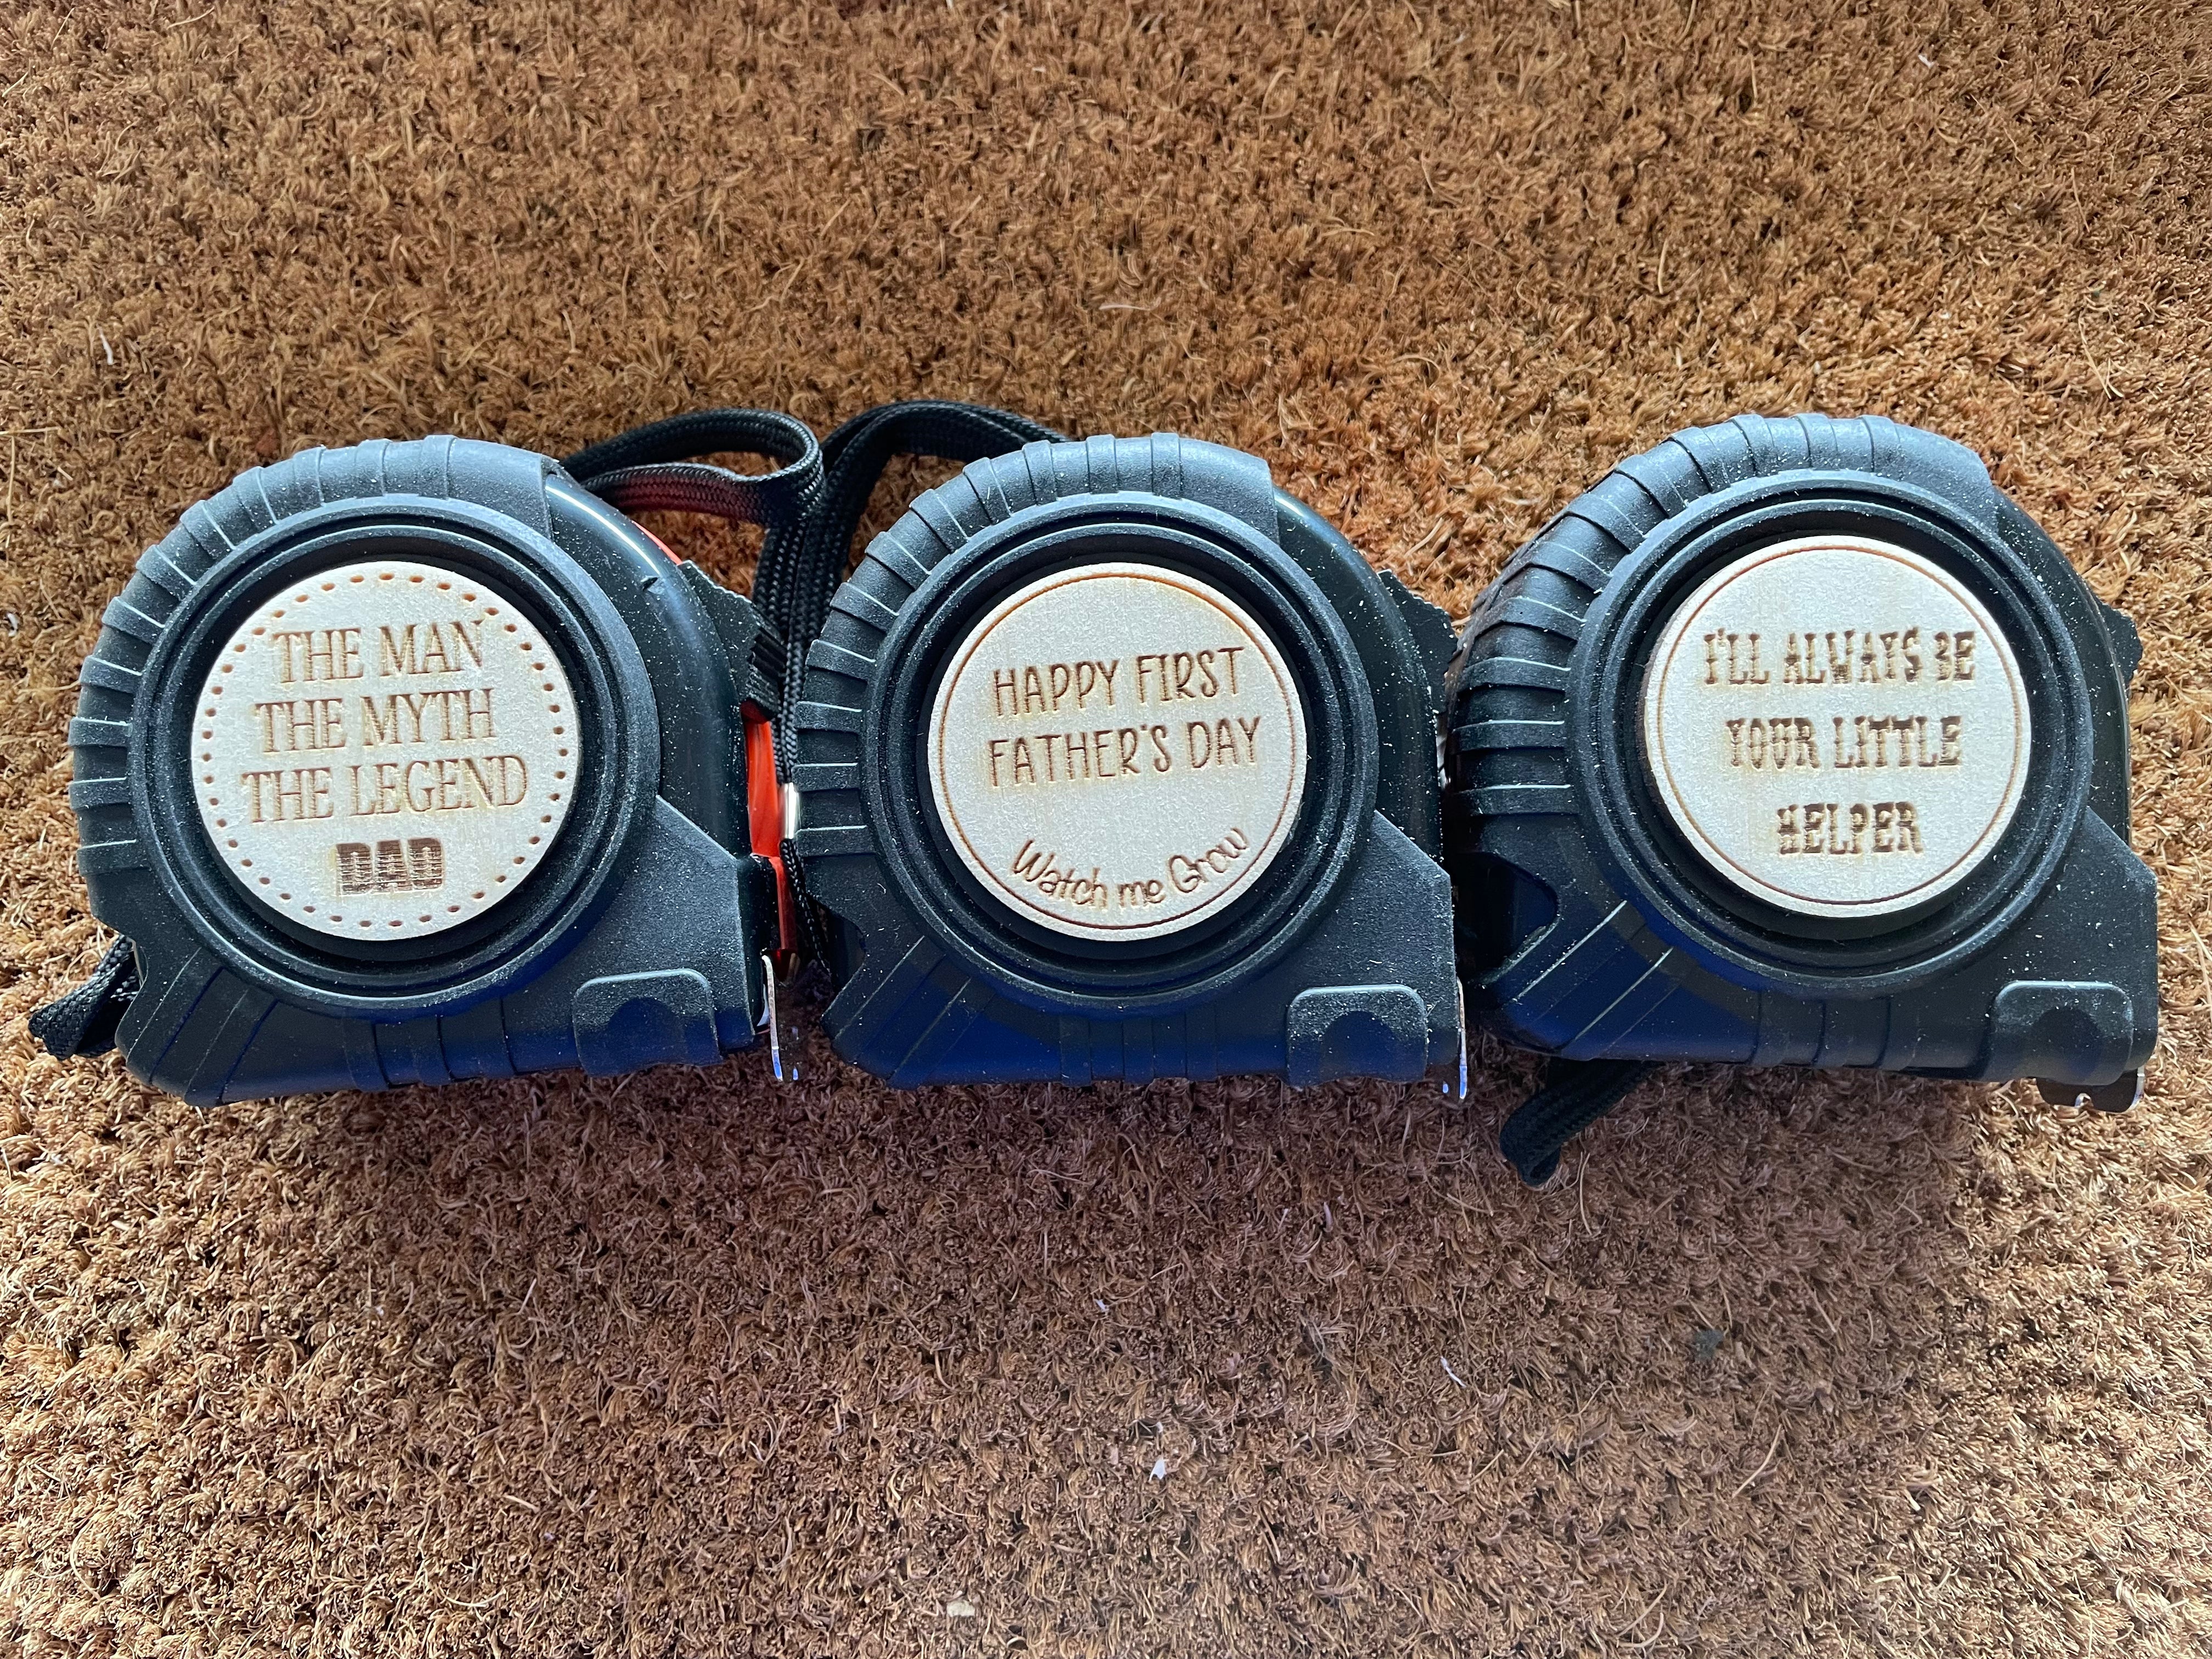 THE MAN
THE MYTH
THE LEGEND
DAD
HAPPY FIRST
FATHER'S DAY
Watch me Grow
I'LL ALWAYS BE
YOUR LITTLE
HELPER